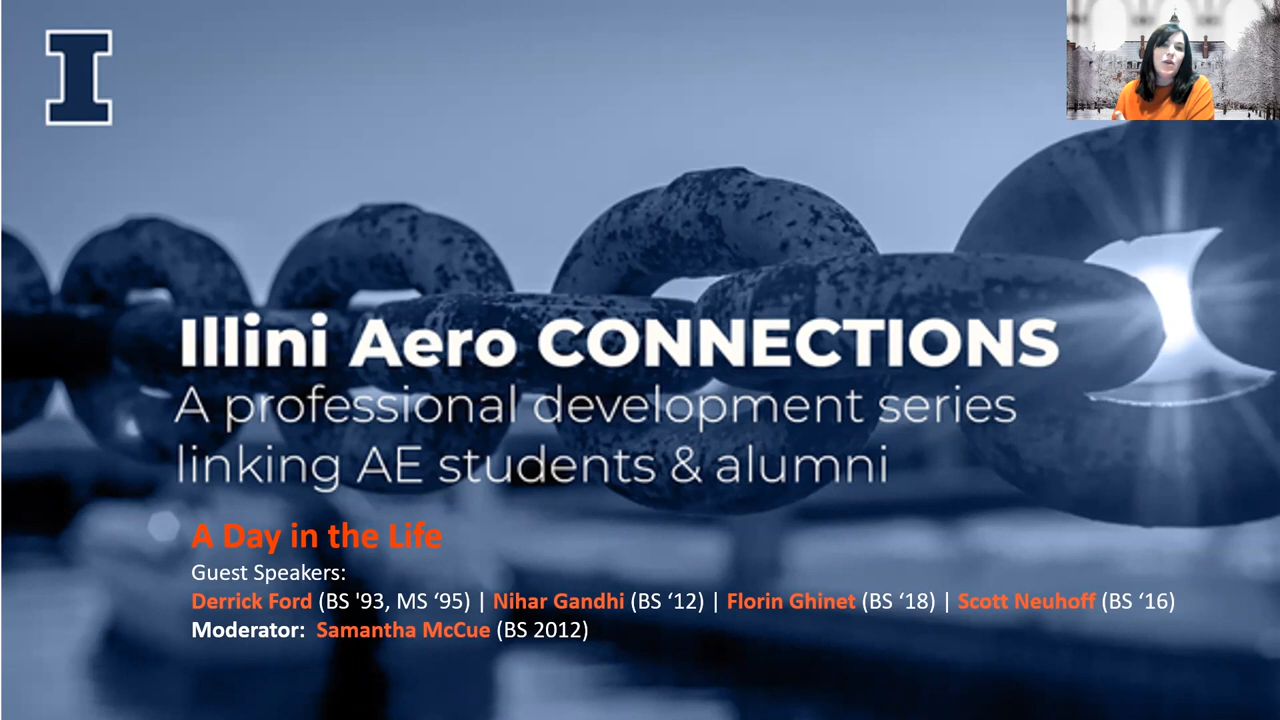 I
Illini Aero CONNECTIONS
A professional development series
linking AE students & alumni
A Day in the Life
Guest Speakers:
Derrick Ford (BS '93, MS ‘95) | Nihar Gandhi (BS ‘12) | Florin Ghinet (BS ‘18) | Scott Neuhoff (BS ‘16)
Moderator: Samantha McCue (BS 2012)